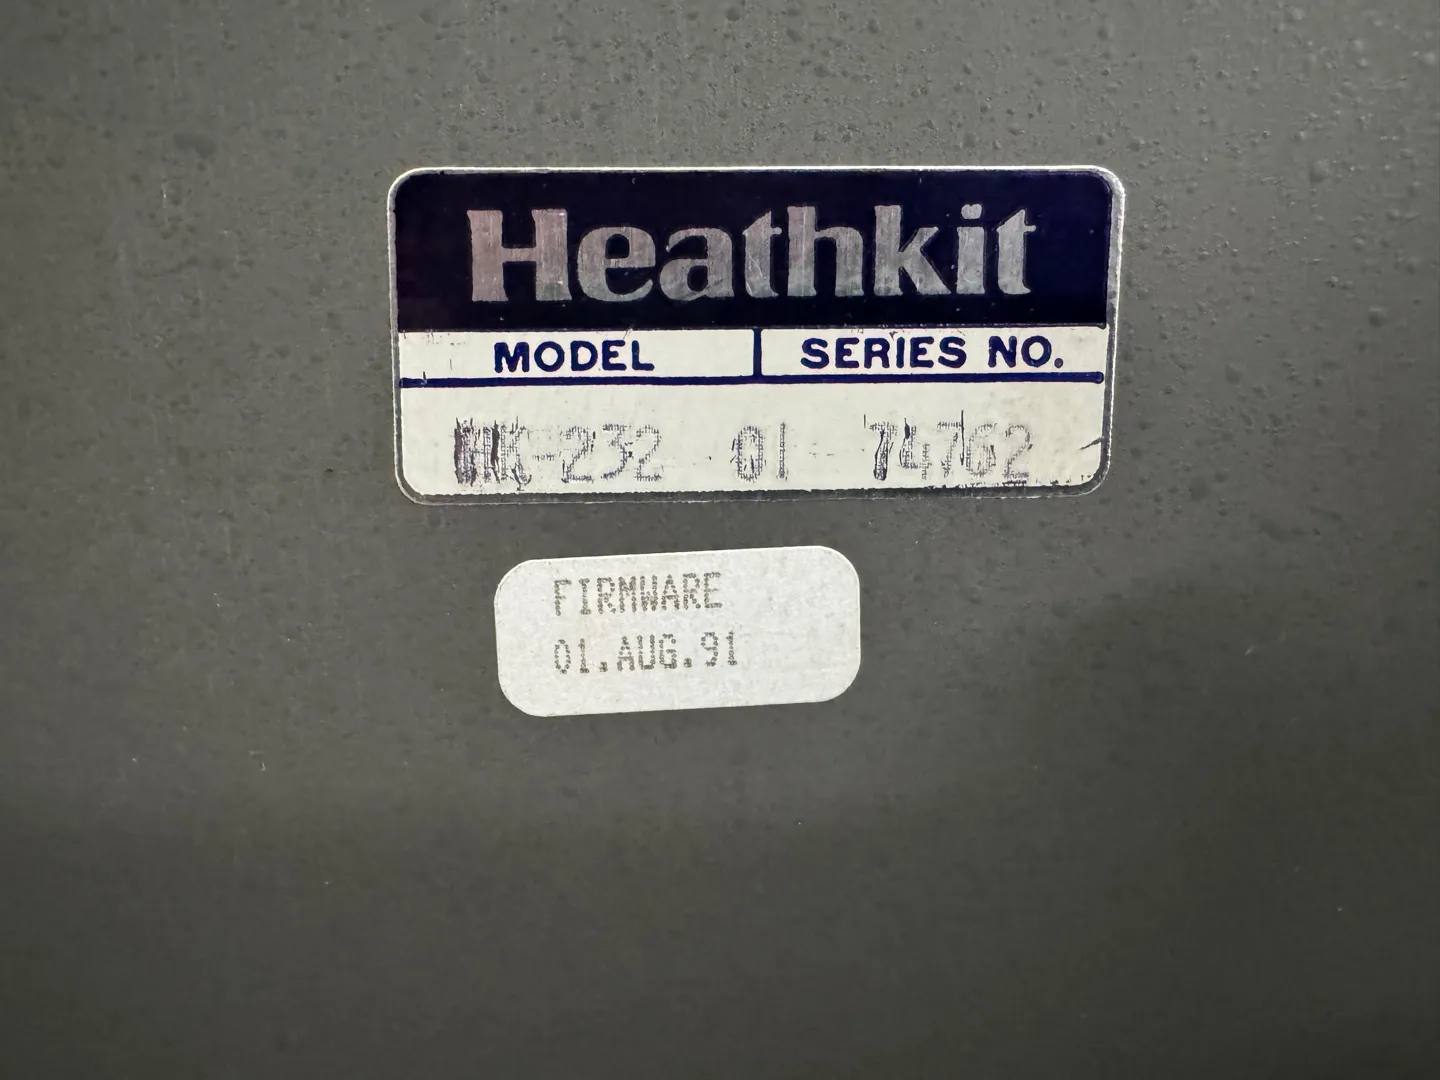 Heathkit
MODEL SERIES NO.
HK-232 01 74762
FIRMWARE
01.AUG.91